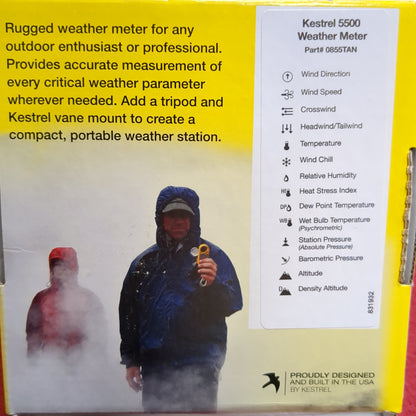 Rugged weather meter for any
outdoor enthusiast or professional.
Provides accurate measurement of
every critical weather parameter
wherever needed. Add a tripod and
Kestrel vane mount to create a
compact, portable weather station.
Kestrel 5500
Weather Meter
Part# 0855TAN
Wind Direction
Wind Speed
Crosswind
Headwind/Tailwind
Temperature
Wind Chill
Relative Humidity
HI Heat Stress Index
DP Dew Point Temperature
WB Wet Bulb Temperature
(Psychrometric)
Station Pressure
(Absolute Pressure)
Barometric Pressure
Altitude
D Density Altitude
831932
PROUDLY DESIGNED
AND BUILT IN THE USA
BY KESTREL